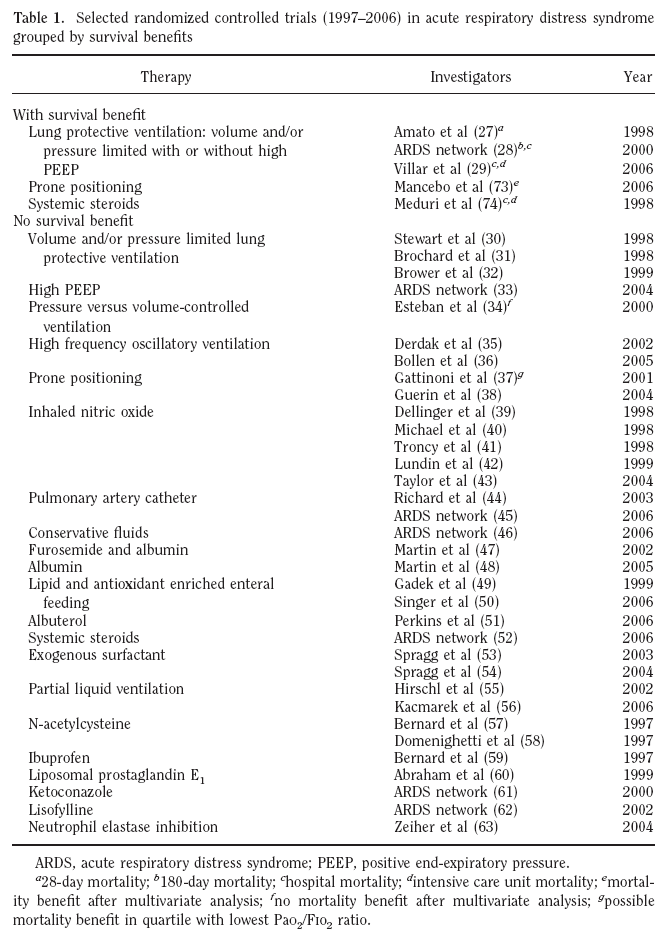 Table 1. Selected randomized controlled trials (1997–2006) in acute respiratory distress syndrome
grouped by survival benefits
Therapy Investigators Year
With survival benefit
Lung protective ventilation: volume and/or Amato et al (27)a 1998
pressure limited with or without high ARDS network (28)b,c 2000
PEEP Villar et al (29)c,d 2006
Prone positioning Mancebo et al (73)e 2006
Systemic steroids Meduri et al (74)c,d 1998
No survival benefit
Volume and/or pressure limited lung Stewart et al (30) 1998
protective ventilation Brochard et al (31) 1998
Brower et al (32) 1999
High PEEP ARDS network (33) 2004
Pressure versus volume-controlled Esteban et al (34)f 2000
ventilation
High frequency oscillatory ventilation Derdak et al (35) 2002
Bollen et al (36) 2005
Prone positioning Gattinoni et al (37)g 2001
Guerin et al (38) 2004
Inhaled nitric oxide Dellinger et al (39) 1998
Michael et al (40) 1998
Troncy et al (41) 1998
Lundin et al (42) 1999
Taylor et al (43) 2004
Pulmonary artery catheter Richard et al (44) 2003
ARDS network (45) 2006
Conservative fluids ARDS network (46) 2006
Furosemide and albumin Martin et al (47) 2002
Albumin Martin et al (48) 2005
Lipid and antioxidant enriched enteral Gadek et al (49) 1999
feeding Singer et al (50) 2006
Albuterol Perkins et al (51) 2006
Systemic steroids ARDS network (52) 2006
Exogenous surfactant Spragg et al (53) 2003
Spragg et al (54) 2004
Partial liquid ventilation Hirschl et al (55) 2002
Kacmarek et al (56) 2006
N-acetylcysteine Bernard et al (57) 1997
Domenighetti et al (58) 1997
Ibuprofen Bernard et al (59) 1997
Liposomal prostaglandin E1 Abraham et al (60) 1999
Ketoconazole ARDS network (61) 2000
Lisofylline ARDS network (62) 2002
Neutrophil elastase inhibition Zeiher et al (63) 2004
ARDS, acute respiratory distress syndrome; PEEP, positive end-expiratory pressure.
a28-day mortality; b180-day mortality; chospital mortality; dintensive care unit mortality; emortal-
ity benefit after multivariate analysis; fno mortality benefit after multivariate analysis; gpossible
mortality benefit in quartile with lowest PaO2/FIO2 ratio.